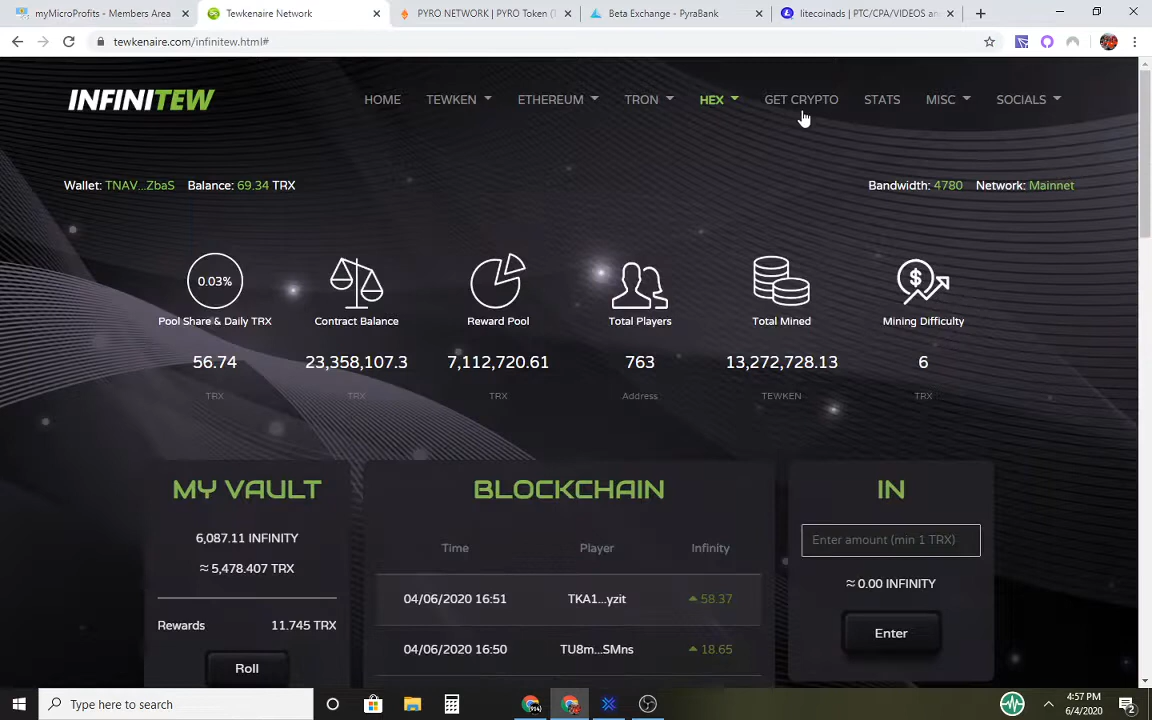 myMicroProfits - Members Area
Tewkenaire Network
PYRO NETWORK | PYRO Token (
Beta Exchange - PyraBank
litecoinads | PTC/CPA/VIDEOS an
tewkenaire.com/infinitew.html#
INFINITEW
HOME TEWKEN ETHEREUM TRON HEX GET CRYPTO STATS MISC SOCIALS
Wallet: TNAV...ZbaS Balance: 69.34 TRX
Bandwidth: 4780 Network: Mainnet
0.03%
Pool Share & Daily TRX Contract Balance Reward Pool Total Players Total Mined Mining Difficulty
56.74 23,358,107.3 7,112,720.61 763 13,272,728.13 6
TRX TRX TRX Address TEWKEN TRX
MY VAULT
6,087.11 INFINITY
≈ 5,478.407 TRX
Rewards 11.745 TRX
Roll
BLOCKCHAIN
Time Player Infinity
04/06/2020 16:51 TKA1...yzit 58.37
04/06/2020 16:50 TU8m...SMns 18.65
IN
Enter amount (min 1 TRX)
≈ 0.00 INFINITY
Enter
Type here to search
4:57 PM
6/4/2020
2